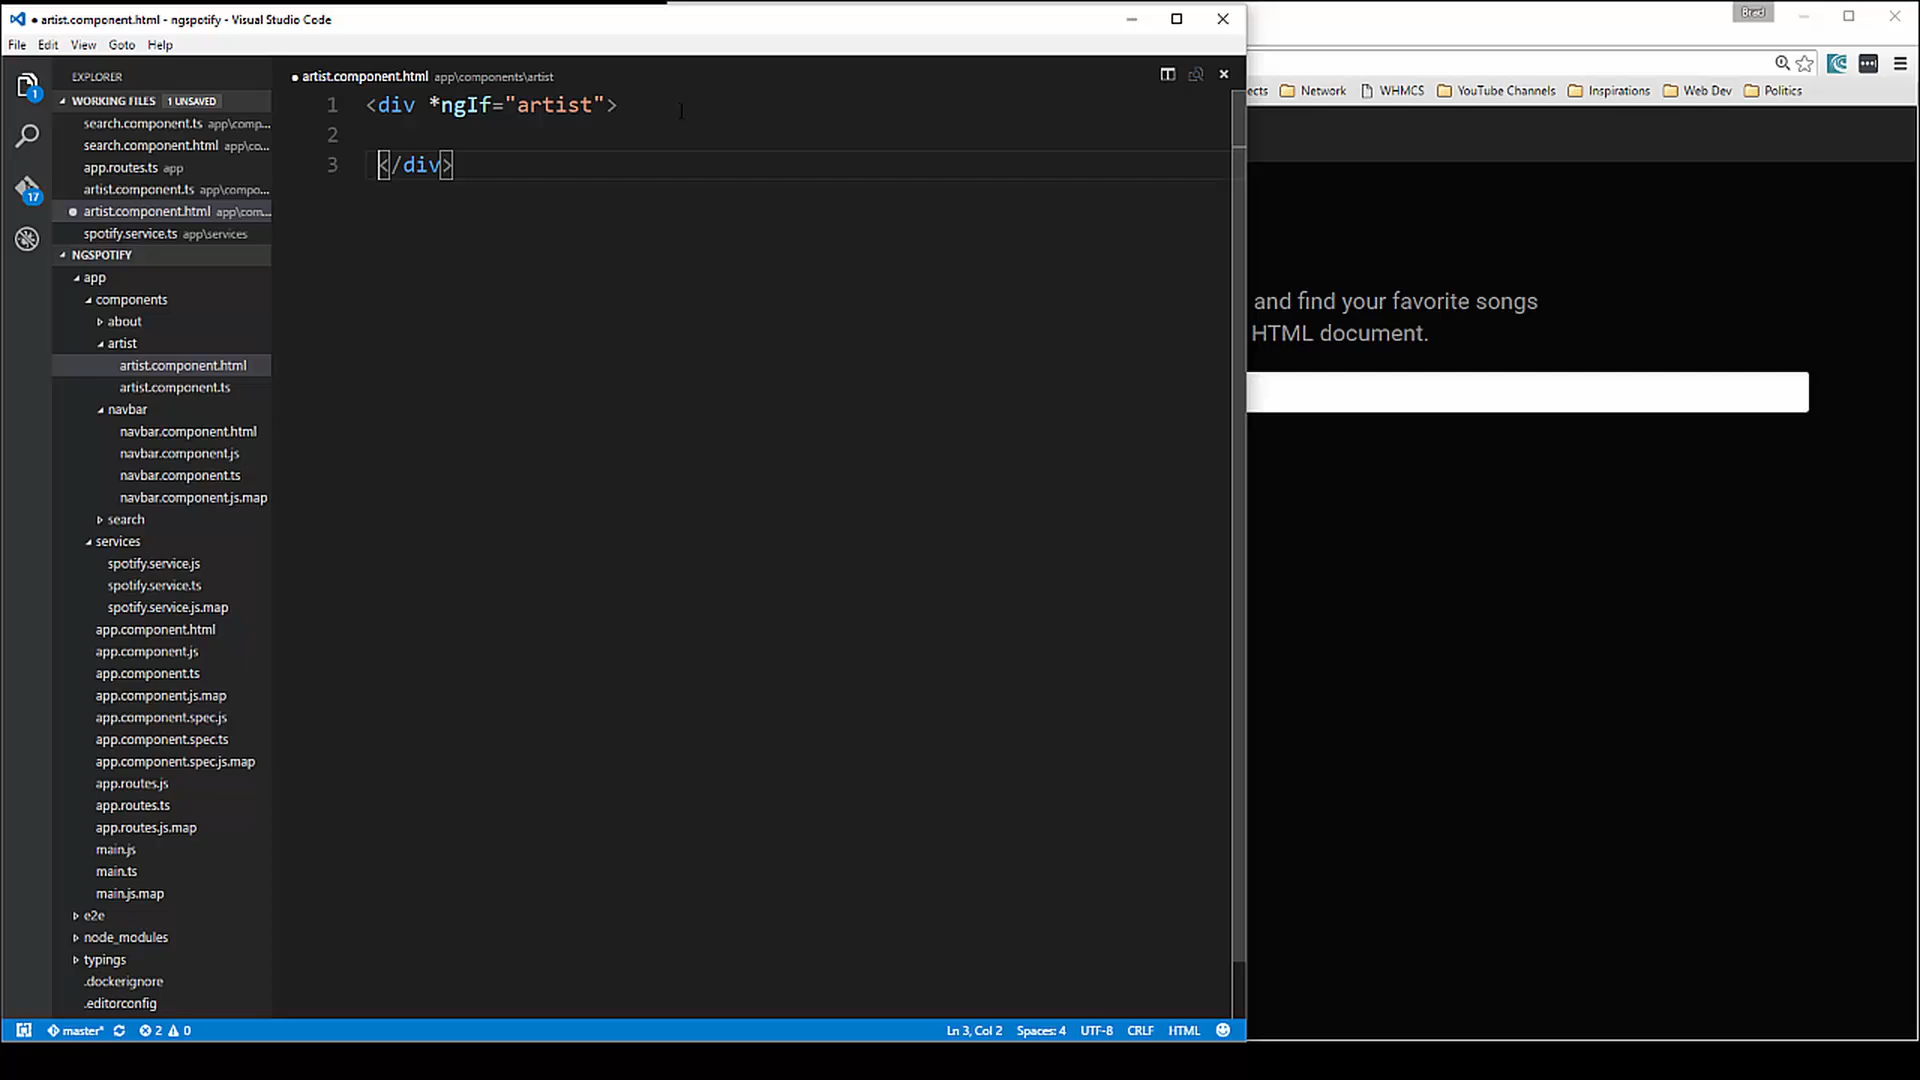 artist.component.html - ngspotify - Visual Studio Code
File Edit View Goto Help
EXPLORER
WORKING FILES 1 UNSAVED
search.component.ts app\comp...
search.component.html app\co...
app.routes.ts app
artist.component.ts app\compo...
artist.component.html app\com...
spotify.service.ts app\services
NGSPOTIFY
app
components
about
artist
artist.component.html
artist.component.ts
navbar
navbar.component.html
navbar.component.js
navbar.component.ts
navbar.component.js.map
search
services
spotify.service.js
spotify.service.ts
spotify.service.js.map
app.component.html
app.component.js
app.component.ts
app.component.js.map
app.component.spec.js
app.component.spec.ts
app.component.spec.js.map
app.routes.js
app.routes.ts
app.routes.js.map
main.js
main.ts
main.js.map
e2e
node_modules
typings
.dockerignore
.editorconfig
1
17
artist.component.html app\components\artist
1 <div *ngIf="artist">
2
3 </div>
master* 2 0 Ln 3, Col 2 Spaces: 4 UTF-8 CRLF HTML
Brad
ects Network WHMCS YouTube Channels Inspirations Web Dev Politics
and find your favorite songs
HTML document.